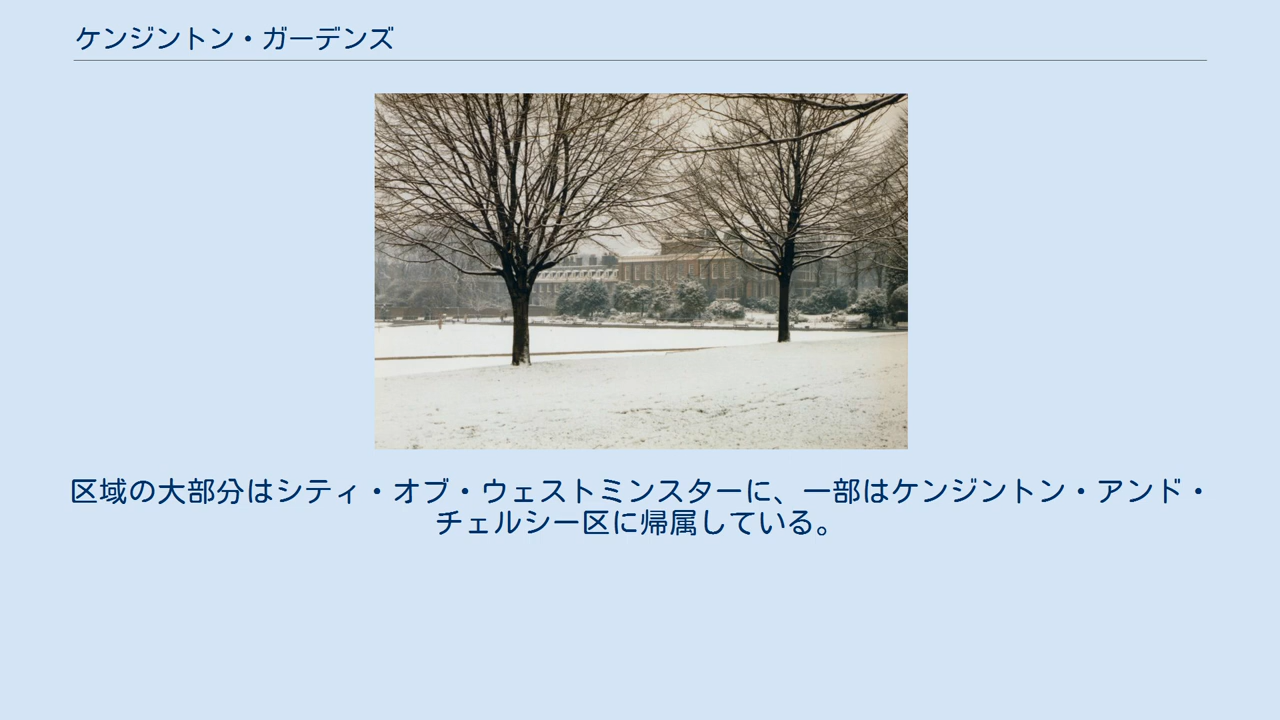 ケンジントン・ガーデンズ
区域の大部分はシティ・オブ・ウェストミンスターに、一部はケンジントン・アンド・
チェルシー区に帰属している。